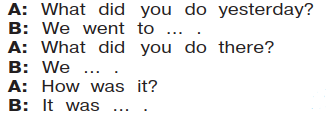 A: What did you do yesterday?
B: We went to ... .
A: What did you do there?
B: We ... .
A: How was it?
B: It was ... .